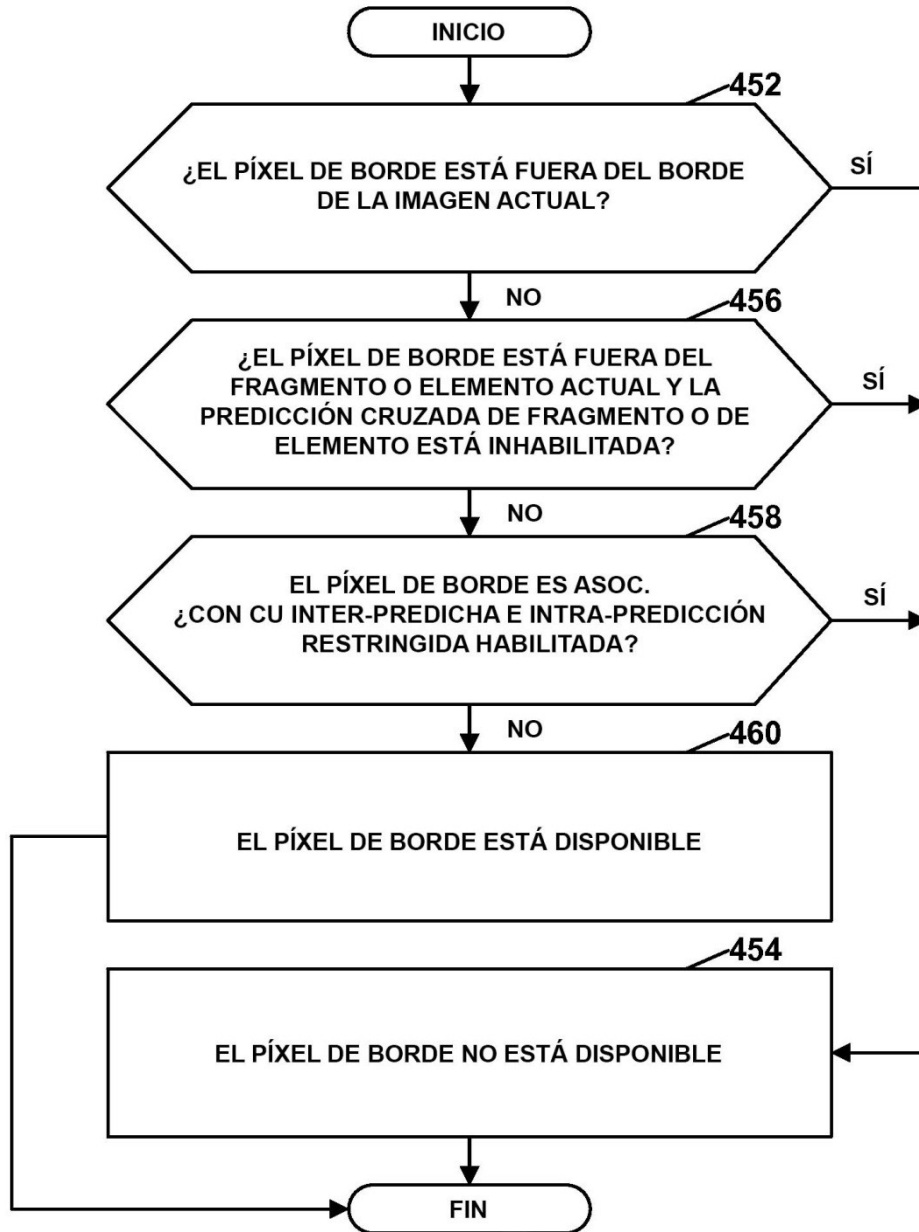 INICIO
452
¿EL PÍXEL DE BORDE ESTÁ FUERA DEL BORDE
DE LA IMAGEN ACTUAL?
SÍ
NO
456
¿EL PÍXEL DE BORDE ESTÁ FUERA DEL
FRAGMENTO O ELEMENTO ACTUAL Y LA
PREDICCIÓN CRUZADA DE FRAGMENTO O DE
ELEMENTO ESTÁ INHABILITADA?
SÍ
NO
458
EL PÍXEL DE BORDE ES ASOC.
¿CON CU INTER-PREDICHA E INTRA-PREDICCIÓN
RESTRINGIDA HABILITADA?
SÍ
NO
460
EL PÍXEL DE BORDE ESTÁ DISPONIBLE
454
EL PÍXEL DE BORDE NO ESTÁ DISPONIBLE
FIN